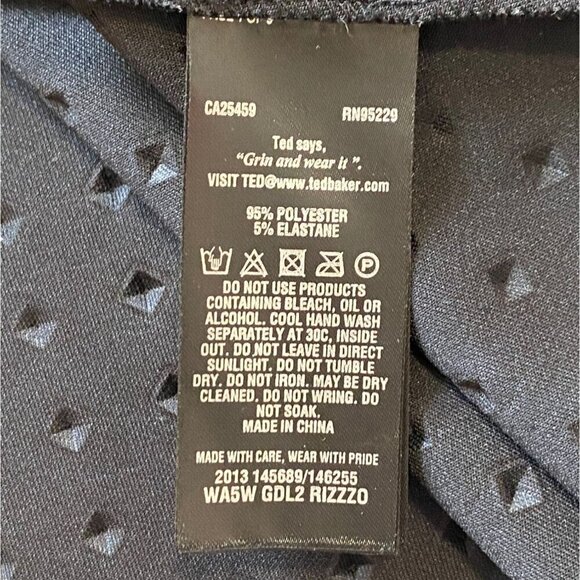 CA25459 RN95229
Ted says,
"Grin and wear it".
VISIT TED@www.tedbaker.com
95% POLYESTER
5% ELASTANE
P
DO NOT USE PRODUCTS
CONTAINING BLEACH, OIL OR
ALCOHOL. COOL HAND WASH
SEPARATELY AT 30C, INSIDE
OUT. DO NOT LEAVE IN DIRECT
SUNLIGHT. DO NOT TUMBLE
DRY. DO NOT IRON. MAY BE DRY
CLEANED. DO NOT WRING. DO
NOT SOAK.
MADE IN CHINA
MADE WITH CARE, WEAR WITH PRIDE
2013 145689/146255
WA5W GDL2 RIZZZO